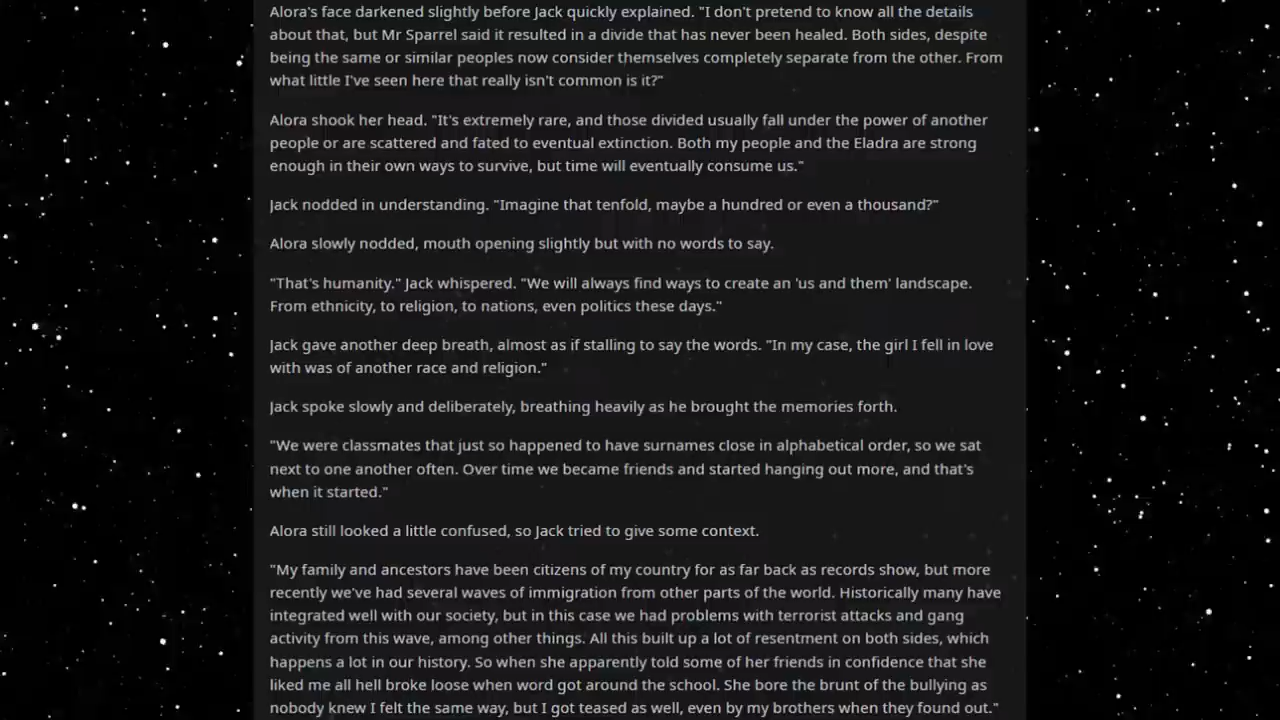 Alora's face darkened slightly before Jack quickly explained. "I don't pretend to know all the details
about that, but Mr Sparrel said it resulted in a divide that has never been healed. Both sides, despite
being the same or similar peoples now consider themselves completely separate from the other. From
what little I've seen here that really isn't common is it?"
Alora shook her head. "It's extremely rare, and those divided usually fall under the power of another
people or are scattered and fated to eventual extinction. Both my people and the Eladra are strong
enough in their own ways to survive, but time will eventually consume us."
Jack nodded in understanding. "Imagine that tenfold, maybe a hundred or even a thousand?"
Alora slowly nodded, mouth opening slightly but with no words to say.
"That's humanity." Jack whispered. "We will always find ways to create an 'us and them' landscape.
From ethnicity, to religion, to nations, even politics these days."
Jack gave another deep breath, almost as if stalling to say the words. "In my case, the girl I fell in love
with was of another race and religion."
Jack spoke slowly and deliberately, breathing heavily as he brought the memories forth.
"We were classmates that just so happened to have surnames close in alphabetical order, so we sat
next to one another often. Over time we became friends and started hanging out more, and that's
when it started."
Alora still looked a little confused, so Jack tried to give some context.
"My family and ancestors have been citizens of my country for as far back as records show, but more
recently we've had several waves of immigration from other parts of the world. Historically many have
integrated well with our society, but in this case we had problems with terrorist attacks and gang
activity from this wave, among other things. All this built up a lot of resentment on both sides, which
happens a lot in our history. So when she apparently told some of her friends in confidence that she
liked me all hell broke loose when word got around the school. She bore the brunt of the bullying as
nobody knew I felt the same way, but I got teased as well, even by my brothers when they found out."